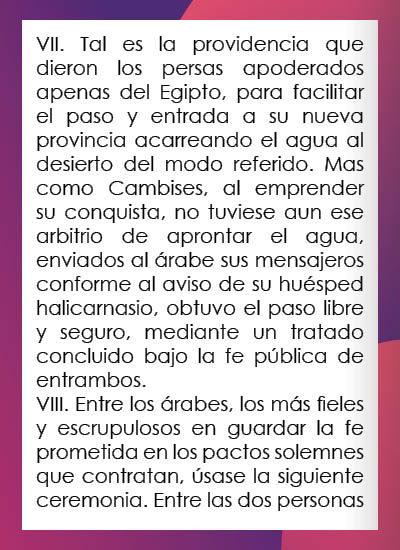 VII. Tal es la providencia que
dieron los persas apoderados
apenas del Egipto, para facilitar
el paso y entrada a su nueva
provincia acarreando el agua al
desierto del modo referido. Mas
como Cambises, al emprender
su conquista, no tuviese aun ese
arbitrio de aprontar el agua,
enviados al árabe sus mensajeros
conforme al aviso de su huésped
halicarnasio, obtuvo el paso libre
y seguro, mediante un tratado
concluido bajo la fe pública de
entrambos.
VIII. Entre los árabes, los más fieles
y escrupulosos en guardar la fe
prometida en los pactos solemnes
que contratan, úsase la siguiente
ceremonia. Entre las dos personas